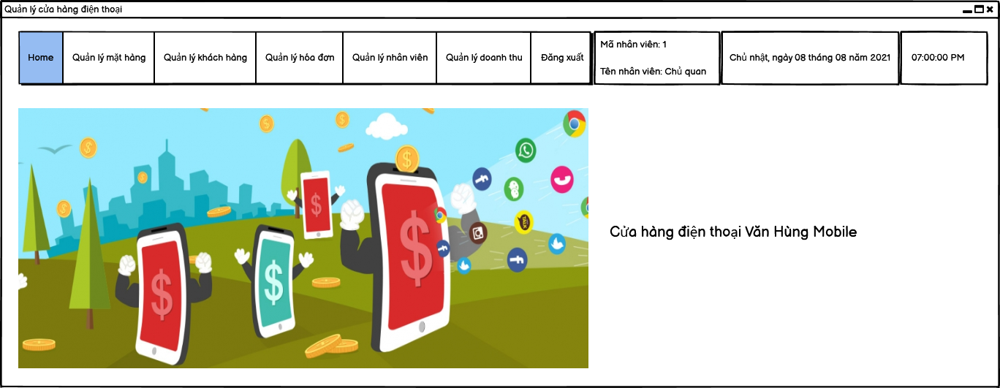 Quản lý cửa hàng điện thoại
Home
Quản lý mặt hàng
Quản lý khách hàng
Quản lý hóa đơn
Quản lý nhân viên
Quản lý doanh thu
Đăng xuất
Mã nhân viên: 1
Tên nhân viên: Chủ quan
Chủ nhật, ngày 08 tháng 08 năm 2021
07:00:00 PM
$
$
$
$
$
$
$
TALK
Cửa hàng điện thoại Văn Hùng Mobile